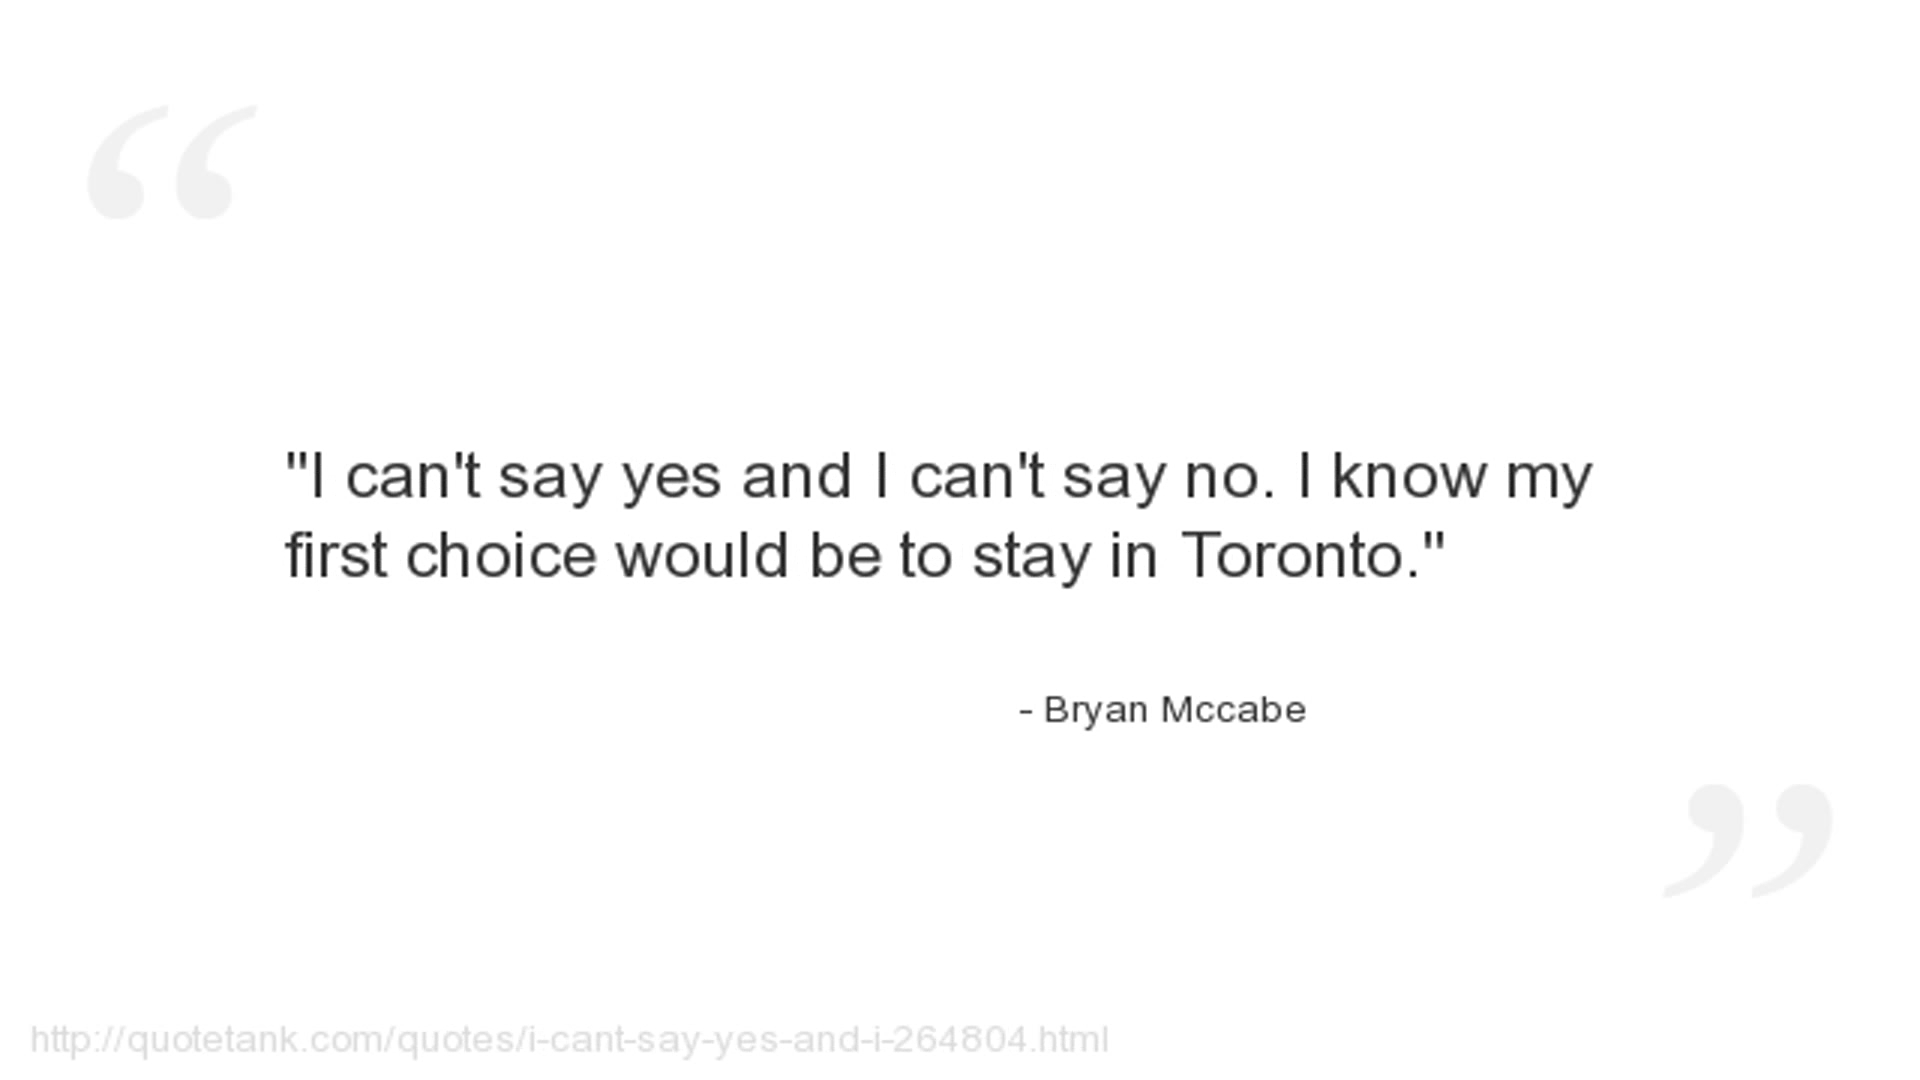 "I can't say yes and I can't say no. I know my
first choice would be to stay in Toronto."
- Bryan Mccabe
http://quotetank.com/quotes/i-cant-say-yes-and-i-264804.html